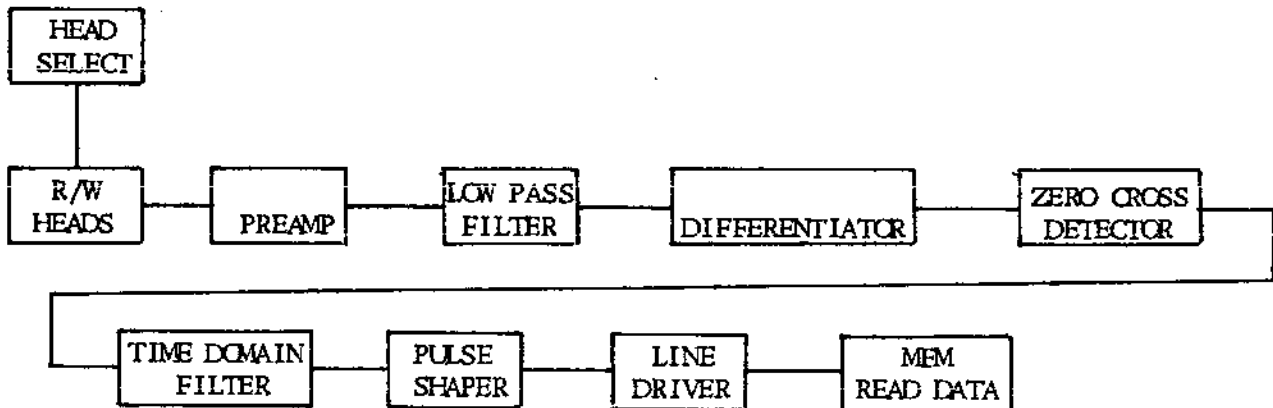 HEAD
SELECT
R/W
HEADS
PREAMP
LOW PASS
FILTER
DIFFERENTIATOR
ZERO CROSS
DETECTOR
TIME DOMAIN
FILTER
PULSE
SHAPER
LINE
DRIVER
MFM
READ DATA